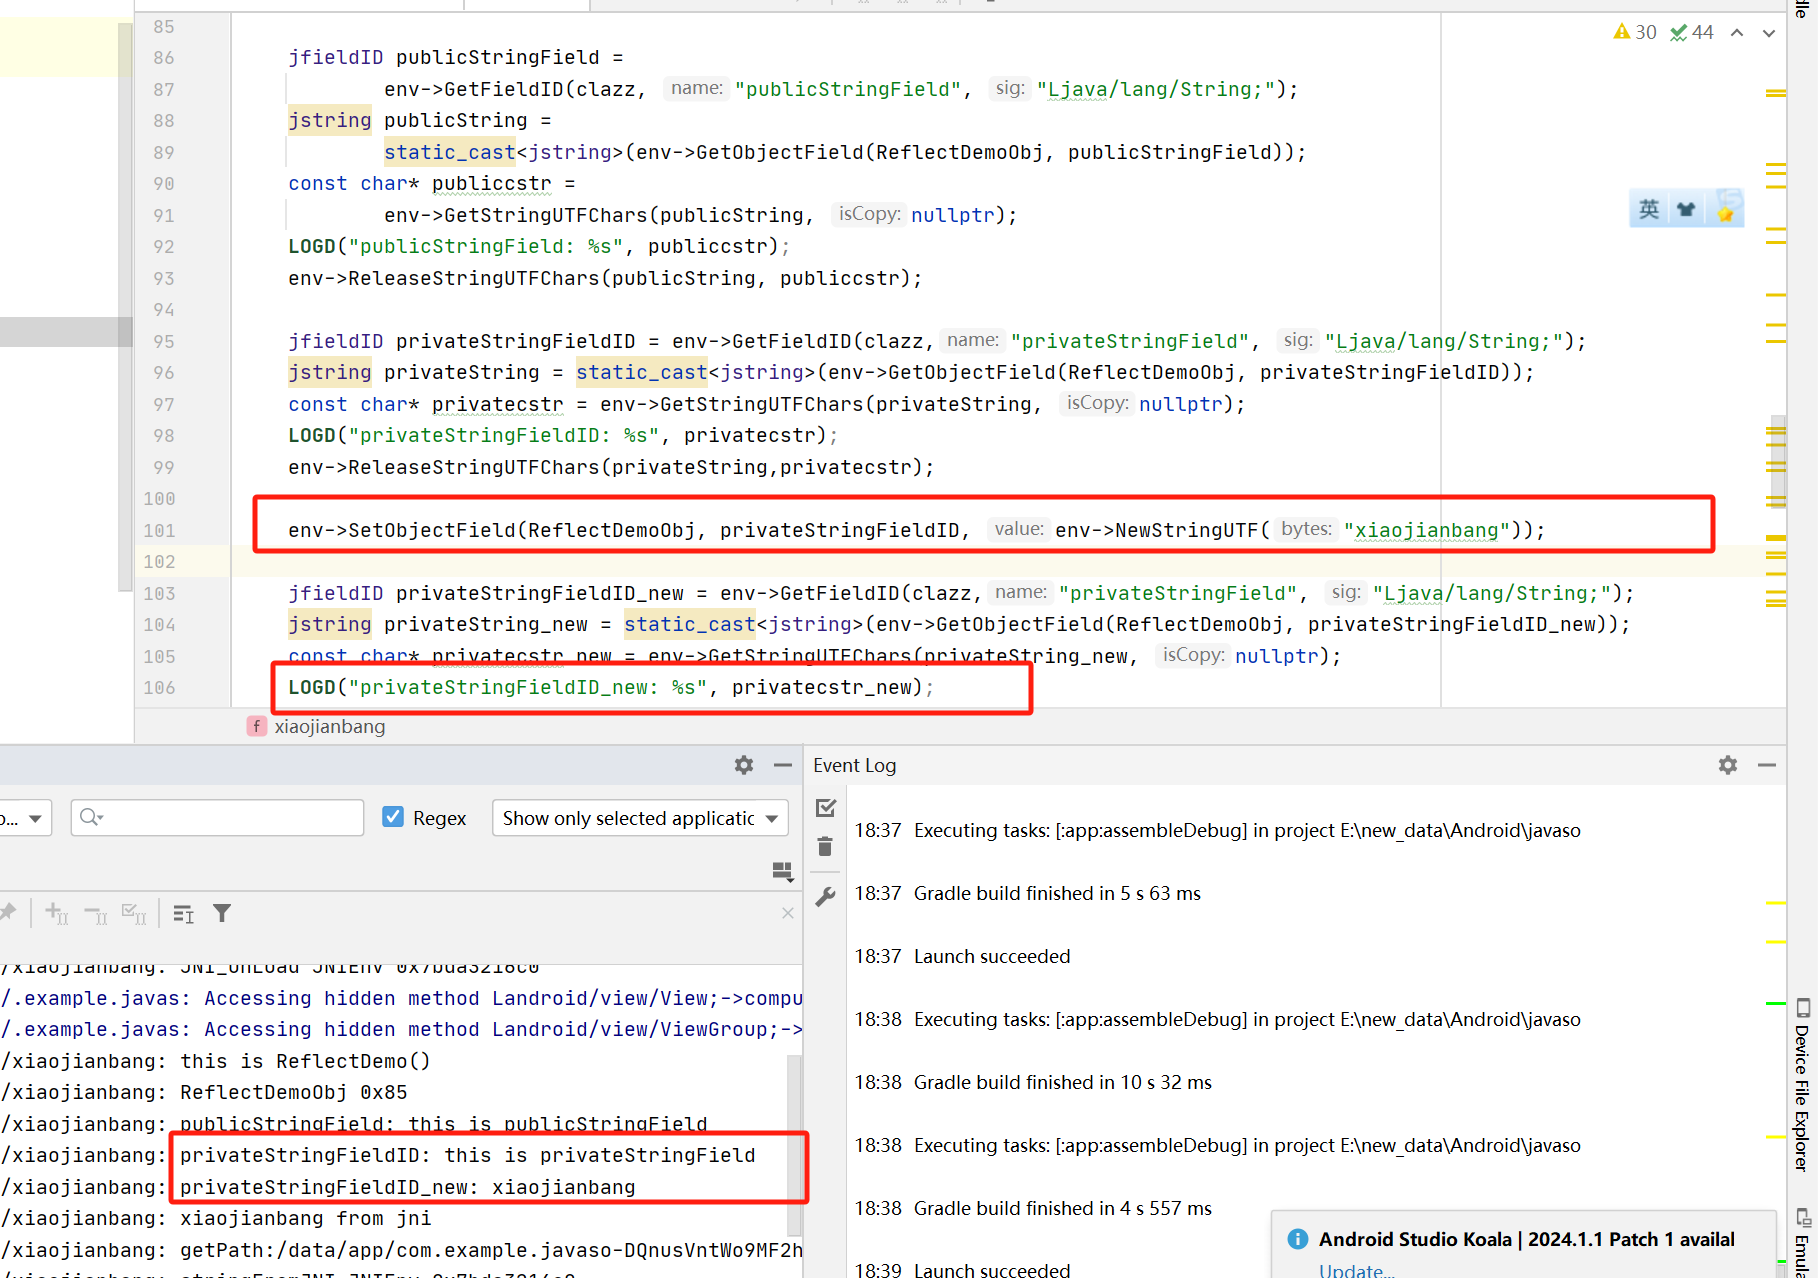 85
86 jfieldID publicStringField =
87 env->GetFieldID(clazz, name: "publicStringField", sig: "Ljava/lang/String;");
88 jstring publicString =
89 static_cast<jstring>(env->GetObjectField(ReflectDemoObj, publicStringField));
90 const char* publiccstr =
91 env->GetStringUTFChars(publicString, isCopy: nullptr);
92 LOGD("publicStringField: %s", publiccstr);
93 env->ReleaseStringUTFChars(publicString, publiccstr);
94
95 jfieldID privateStringFieldID = env->GetFieldID(clazz, name: "privateStringField", sig: "Ljava/lang/String;");
96 jstring privateString = static_cast<jstring>(env->GetObjectField(ReflectDemoObj, privateStringFieldID));
97 const char* privatecstr = env->GetStringUTFChars(privateString, isCopy: nullptr);
98 LOGD("privateStringFieldID: %s", privatecstr);
99 env->ReleaseStringUTFChars(privateString,privatecstr);
100
101 env->SetObjectField(ReflectDemoObj, privateStringFieldID, value: env->NewStringUTF( bytes: "xiaojianbang"));
102
103 jfieldID privateStringFieldID_new = env->GetFieldID(clazz, name: "privateStringField", sig: "Ljava/lang/String;");
104 jstring privateString_new = static_cast<jstring>(env->GetObjectField(ReflectDemoObj, privateStringFieldID_new));
105 const char* privatecstr_new = env->GetStringUTFChars(privateString_new, isCopy: nullptr);
106 LOGD("privateStringFieldID_new: %s", privatecstr_new);
30 44
英
f xiaojianbang
Regex
Show only selected applicatic
/xiaojianbang: JNI_OnLoad JNIEnv 0x7bda3216c0
/.example.javas: Accessing hidden method Landroid/view/View;->compu
/.example.javas: Accessing hidden method Landroid/view/ViewGroup;->
/xiaojianbang: this is ReflectDemo()
/xiaojianbang: ReflectDemoObj 0x85
/xiaojianbang: publicStringField: this is publicStringField
/xiaojianbang: privateStringFieldID: this is privateStringField
/xiaojianbang: privateStringFieldID_new: xiaojianbang
/xiaojianbang: xiaojianbang from jni
/xiaojianbang: getPath:/data/app/com.example.javaso-DQnusVntWo9MF2h
Event Log
18:37 Executing tasks: [:app:assembleDebug] in project E:\new_data\Android\javaso
18:37 Gradle build finished in 5 s 63 ms
18:37 Launch succeeded
18:38 Executing tasks: [:app:assembleDebug] in project E:\new_data\Android\javaso
18:38 Gradle build finished in 10 s 32 ms
18:38 Executing tasks: [:app:assembleDebug] in project E:\new_data\Android\javaso
18:38 Gradle build finished in 4 s 557 ms
18:39 Launch succeeded
Android Studio Koala | 2024.1.1 Patch 1 availal
Update...
Device File Explorer